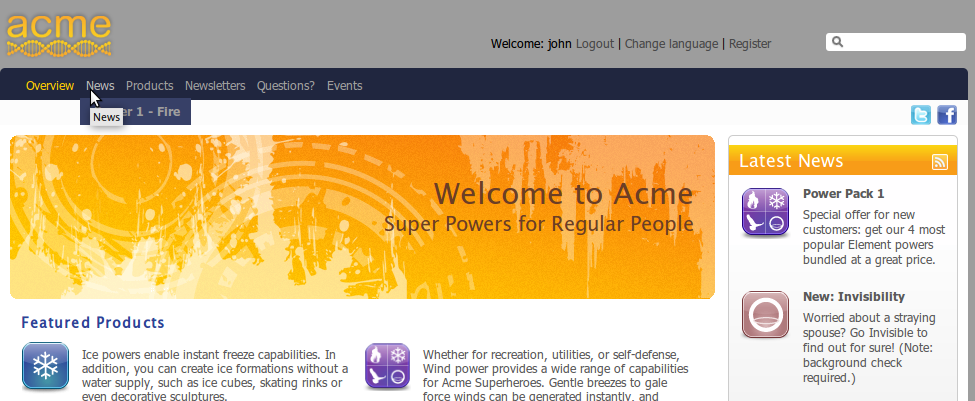 acme
Welcome: john Logout | Change language | Register
Overview News Products Newsletters Questions? Events
er 1 - Fire
News
Welcome to Acme
Super Powers for Regular People
Latest News
Power Pack 1
Special offer for new
customers: get our 4 most
popular Element powers
bundled at a great price.
New: Invisibility
Worried about a straying
spouse? Go Invisible to
find out for sure! (Note:
background check
required.)
Featured Products
Ice powers enable instant freeze capabilities. In
addition, you can create ice formations without a
water supply, such as ice cubes, skating rinks or
even decorative sculptures.
Whether for recreation, utilities, or self-defense,
Wind power provides a wide range of capabilities
for Acme Superheroes. Gentle breezes to gale
force winds can be generated instantly, and